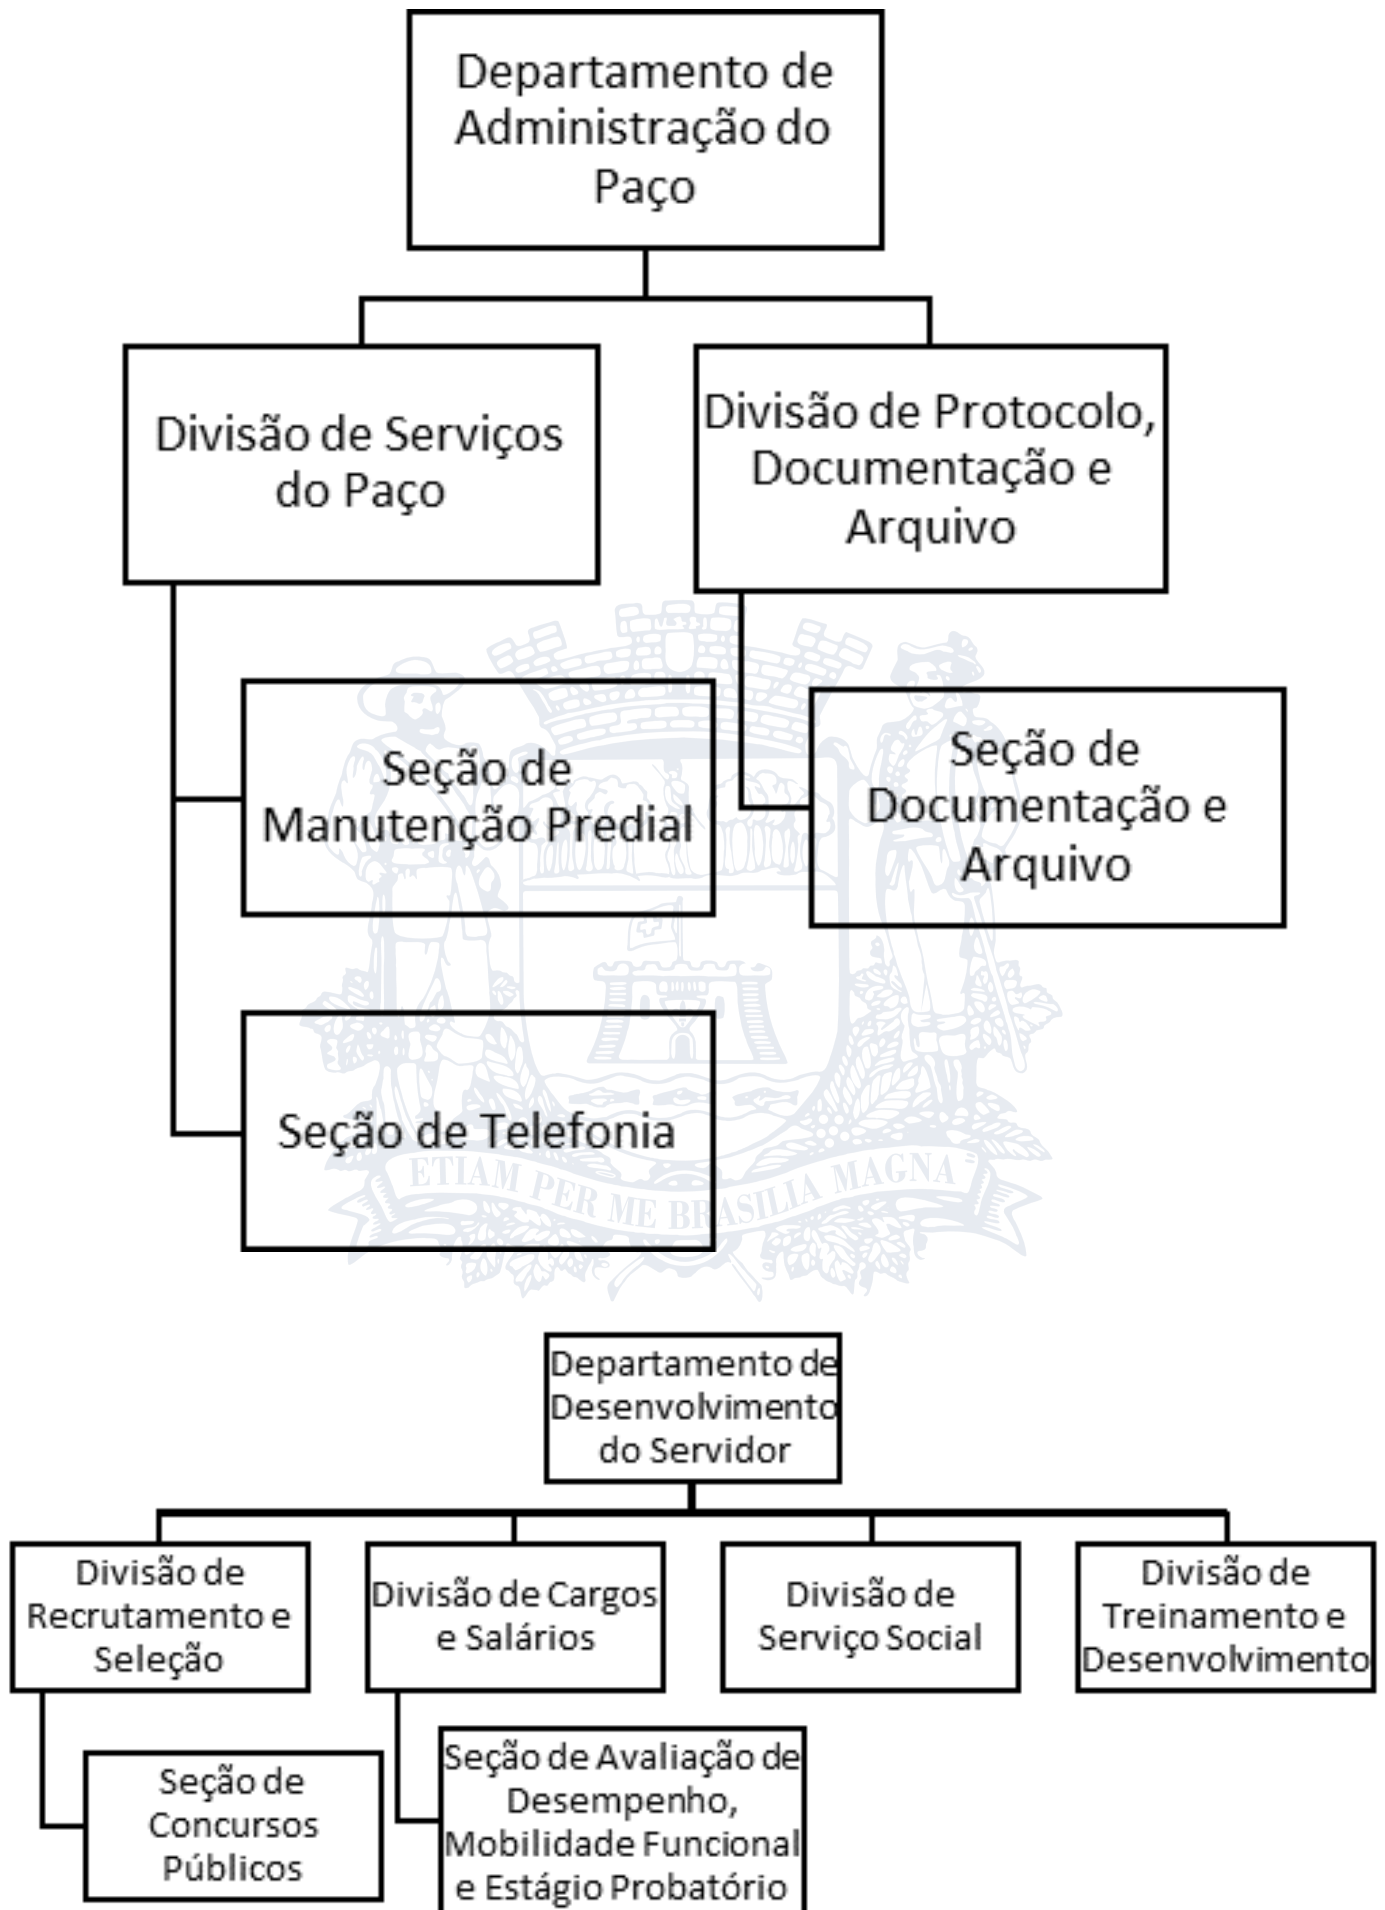 Departamento de
Administração do
Paço
Divisão de Serviços
do Paço
Divisão de Protocolo,
Documentação e
Arquivo
Seção de
Manutenção Predial
Seção de
Documentação e
Arquivo
Seção de Telefonia
ETIAM PER ME BRASILIA MAGNA
Departamento de
Desenvolvimento
do Servidor
Divisão de
Recrutamento e
Seleção
Divisão de Cargos
e Salários
Divisão de
Serviço Social
Divisão de
Treinamento e
Desenvolvimento
Seção de
Concursos
Públicos
Seção de Avaliação de
Desempenho,
Mobilidade Funcional
e Estágio Probatório